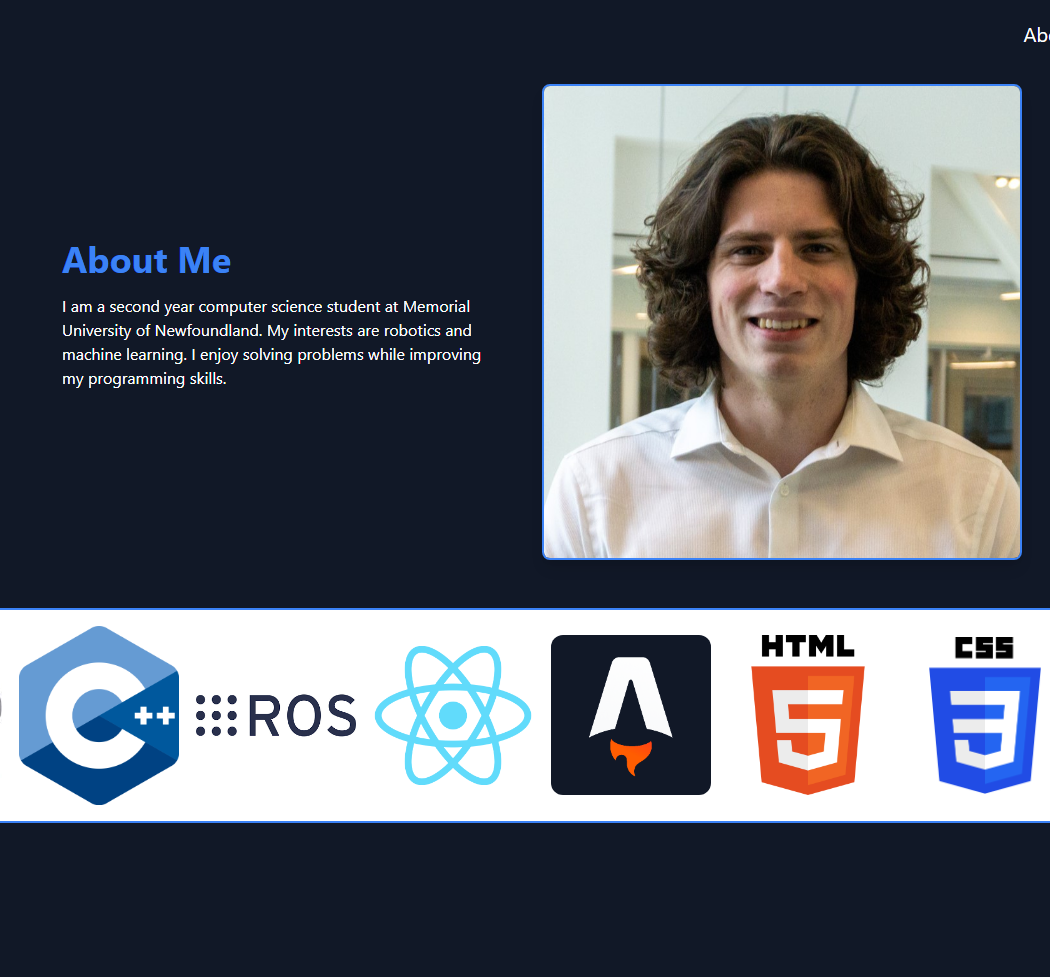 About Me
I am a second year computer science student at Memorial
University of Newfoundland. My interests are robotics and
machine learning. I enjoy solving problems while improving
my programming skills.
C++ ROS HTML 5 CSS 3